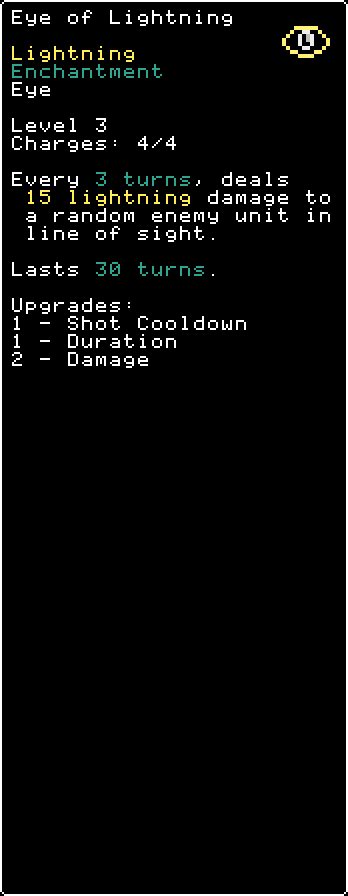 Eye of Lightning
Lightning
Enchantment
Eye
Level 3
Charges: 4/4
Every 3 turns, deals
15 lightning damage to
a random enemy unit in
line of sight.
Lasts 30 turns.
Upgrades:
1 - Shot Cooldown
1 - Duration
2 - Damage